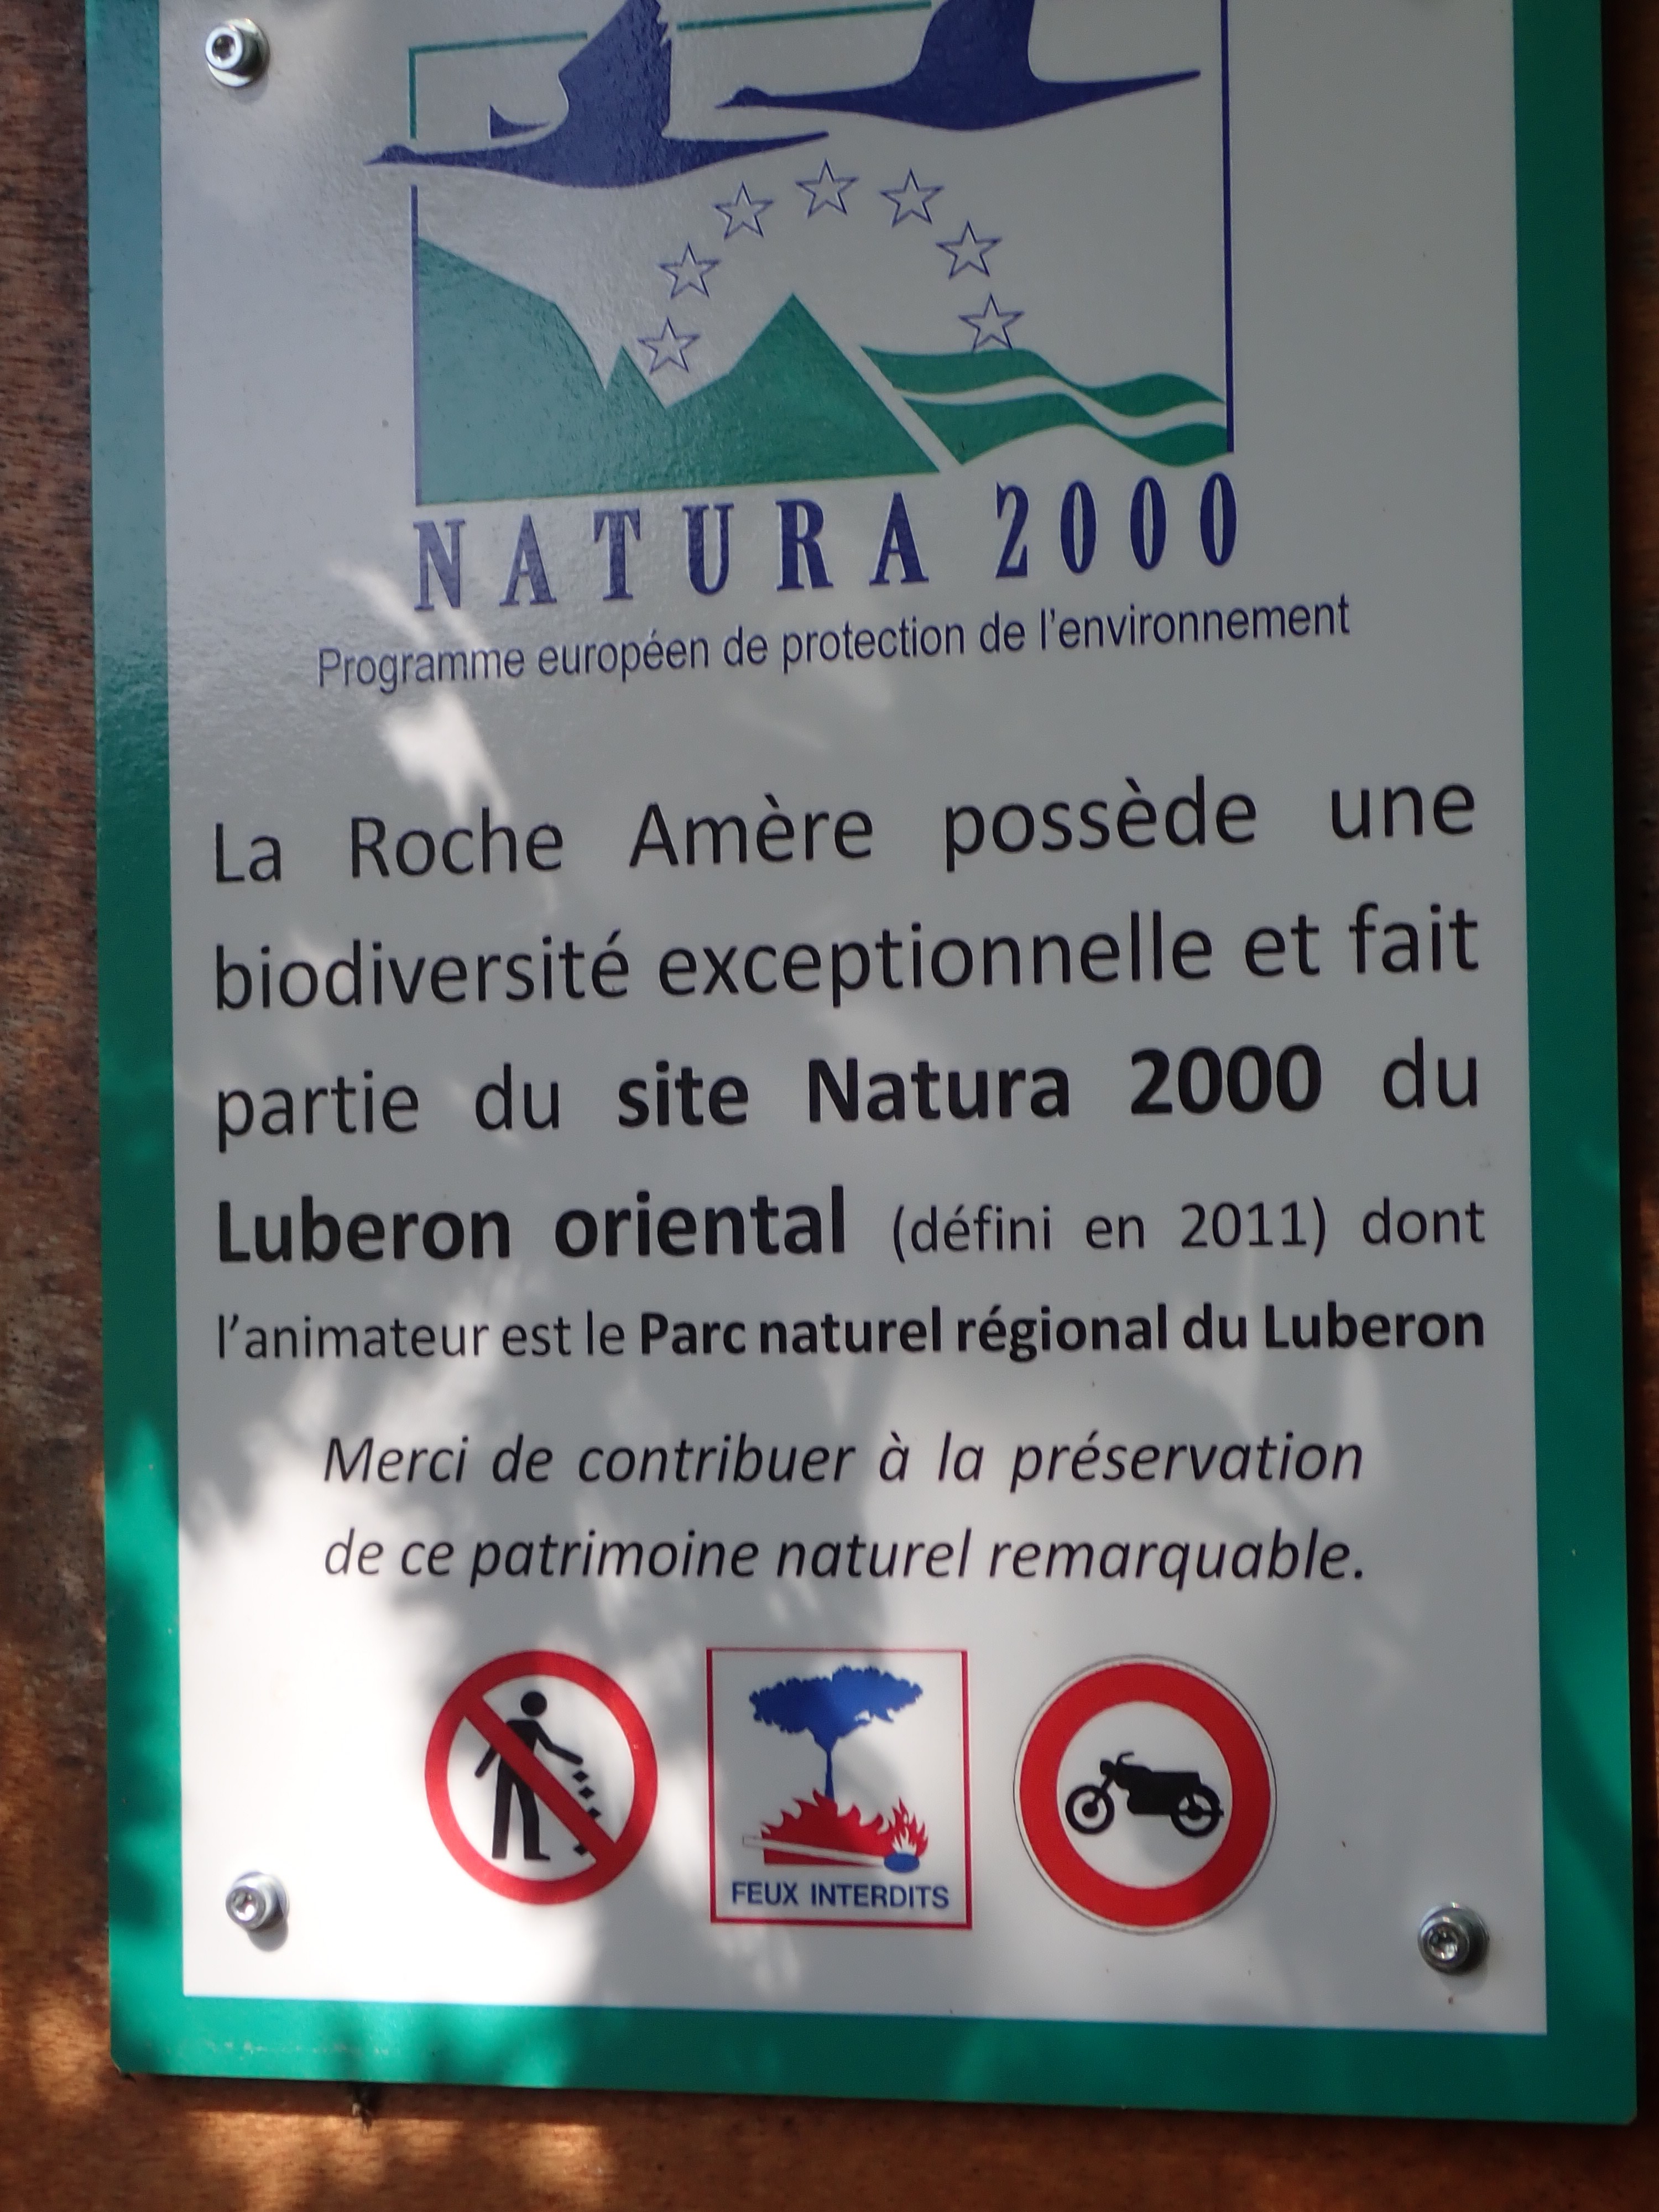 NATURA 2000
Programme européen de protection de l'environnement
La Roche Amère possède une
biodiversité exceptionnelle et fait
partie du site Natura 2000 du
Luberon oriental (défini en 2011) dont
l'animateur est le Parc naturel régional du Luberon
Merci de contribuer à la préservation
de ce patrimoine naturel remarquable.
FEUX INTERDITS